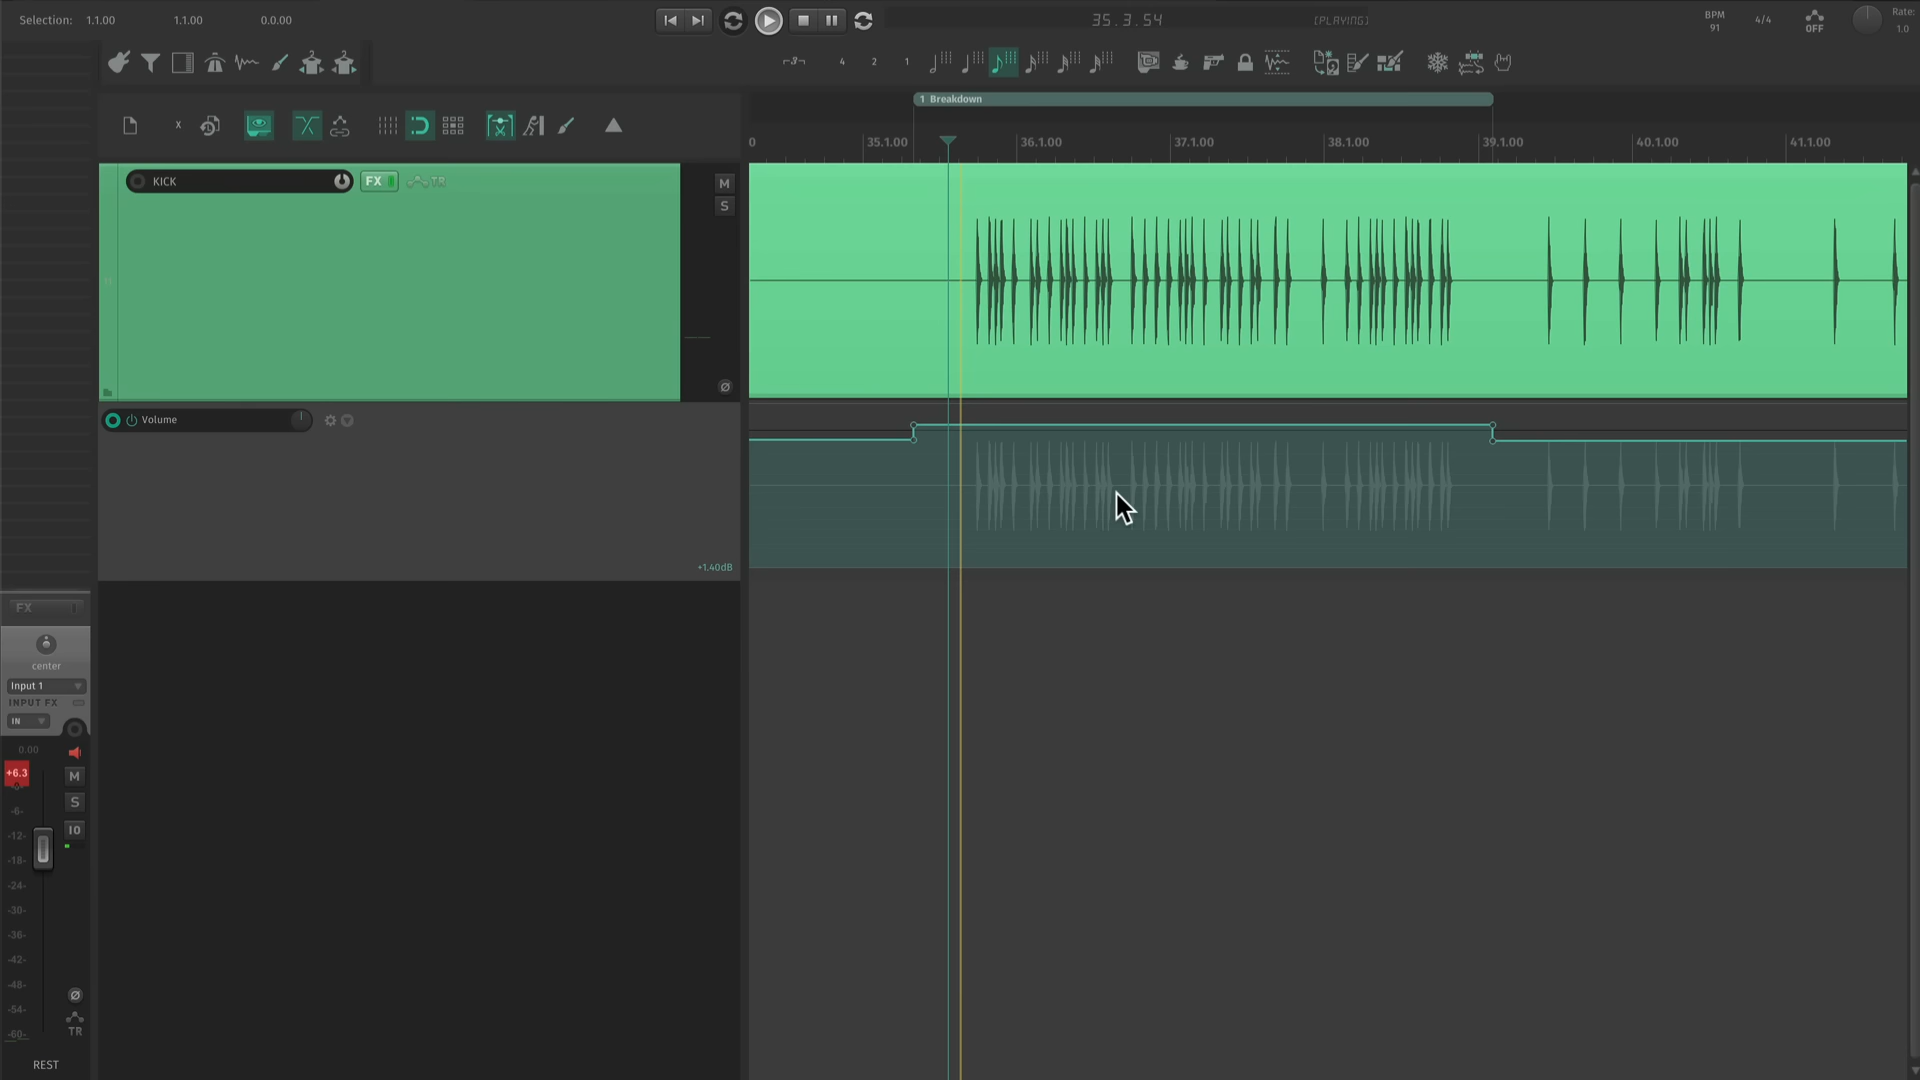 Selection: 1.1.00 1.1.00 0.0.00
35.3.54 [PLAYING]
BPM 4/4 Rate:
91 OFF 1.0
-3- 4 2 1
x
1 Breakdown
0 35.1.00 36.1.00 37.1.00 38.1.00 39.1.00 40.1.00 41.1.00
KICK FX TR M
S
Ø
Volume
+1.40dB
FX
center
Input 1
INPUT FX
IN
0.00
+6.3 M
-6- S
-12- IO
-18-
-24-
-30-
-36-
-42-
-48-
Ø
-54-
TR
-60-
REST